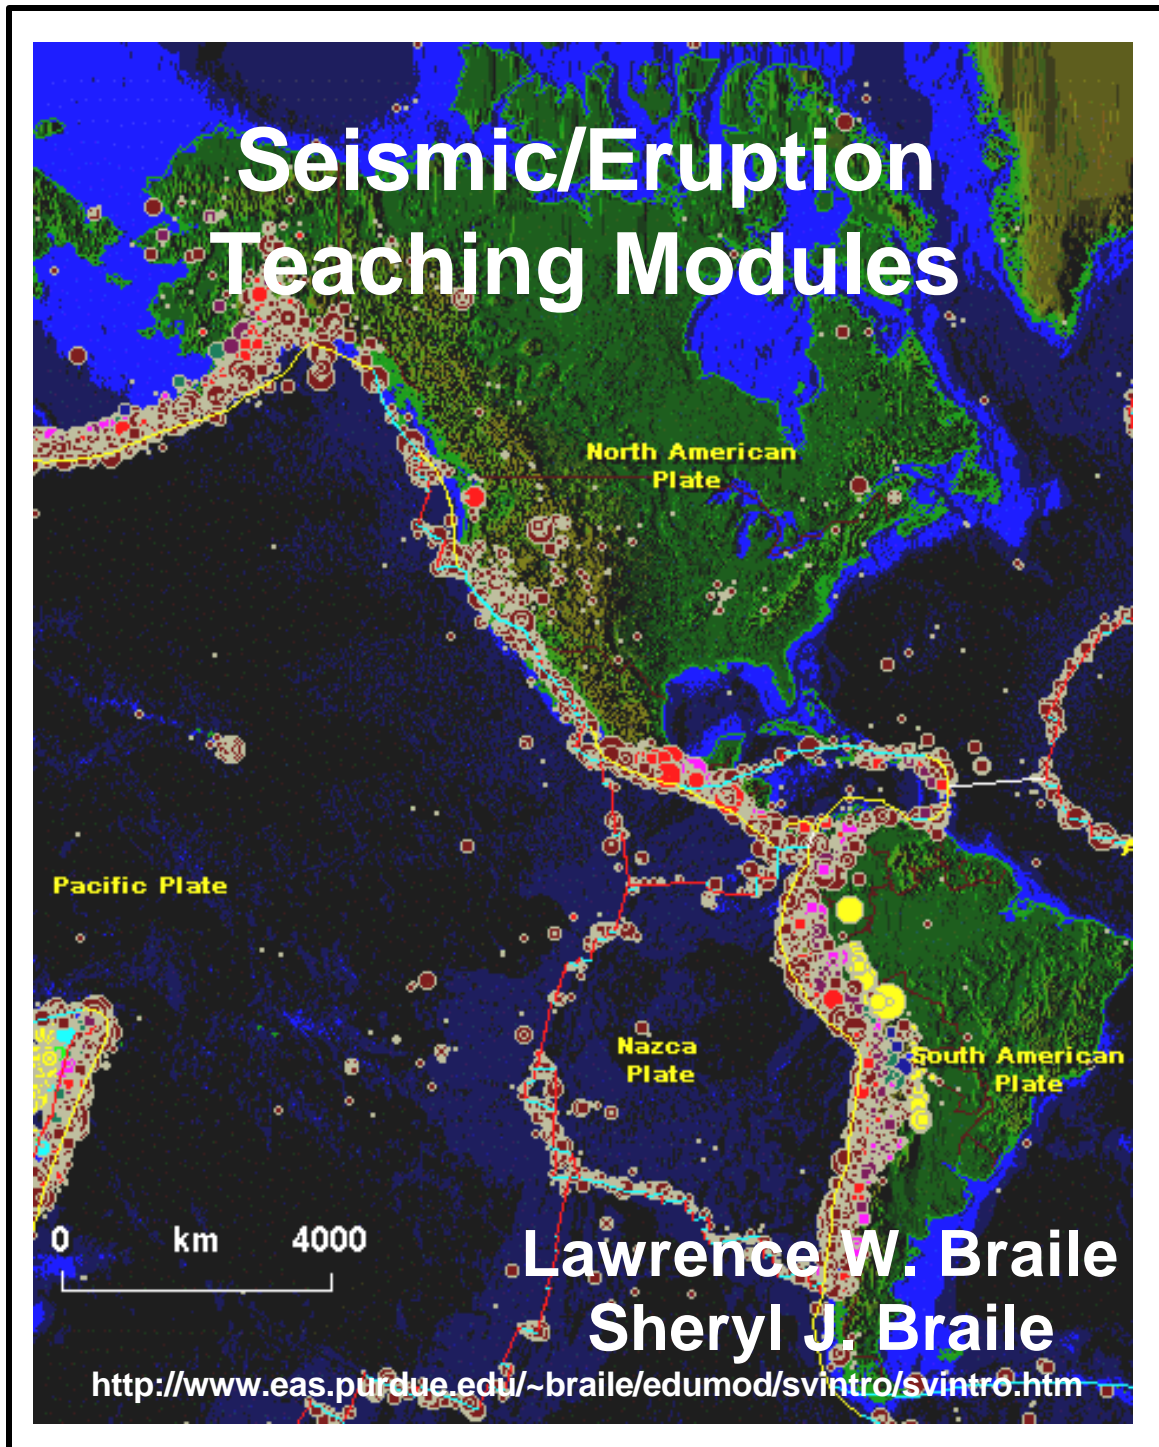 Seismic/Eruption
Teaching Modules
North American
Plate
Pacific Plate
Nazca
Plate
South American
Plate
0 km 4000
Lawrence W. Braile
Sheryl J. Braile
http://www.eas.purdue.edu/~braile/edumod/svintro/svintro.htm